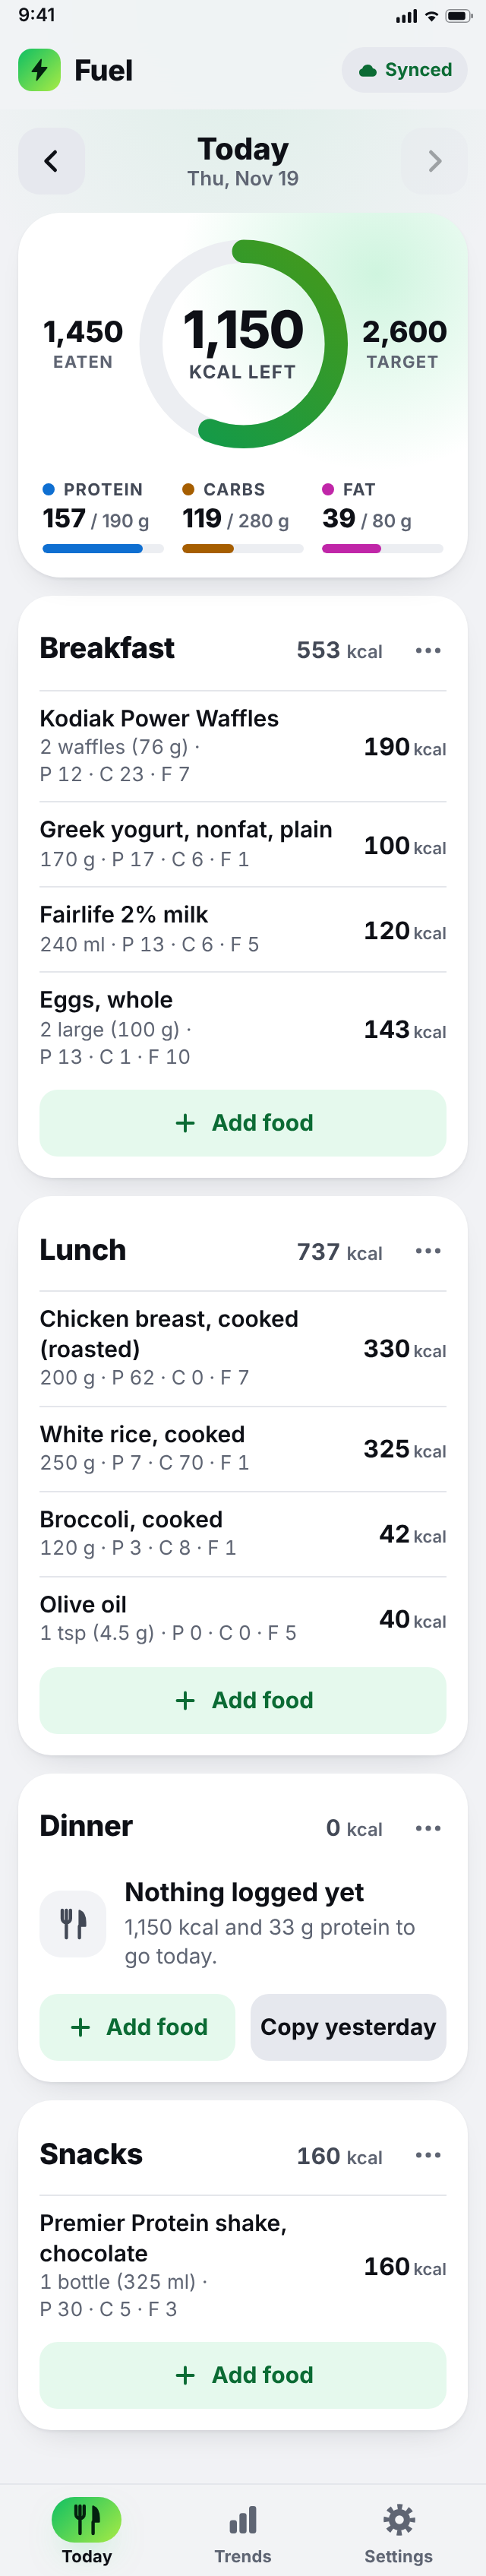 9:41
Fuel
Synced
Today
Thu, Nov 19
1,450
EATEN
1,150
KCAL LEFT
2,600
TARGET
PROTEIN
157 / 190 g
CARBS
119 / 280 g
FAT
39 / 80 g
Breakfast 553 kcal
Kodiak Power Waffles
2 waffles (76 g) ·
P 12 · C 23 · F 7
190 kcal
Greek yogurt, nonfat, plain
170 g · P 17 · C 6 · F 1
100 kcal
Fairlife 2% milk
240 ml · P 13 · C 6 · F 5
120 kcal
Eggs, whole
2 large (100 g) ·
P 13 · C 1 · F 10
143 kcal
Add food
Lunch 737 kcal
Chicken breast, cooked
(roasted)
200 g · P 62 · C 0 · F 7
330 kcal
White rice, cooked
250 g · P 7 · C 70 · F 1
325 kcal
Broccoli, cooked
120 g · P 3 · C 8 · F 1
42 kcal
Olive oil
1 tsp (4.5 g) · P 0 · C 0 · F 5
40 kcal
Add food
Dinner 0 kcal
Nothing logged yet
1,150 kcal and 33 g protein to
go today.
Add food
Copy yesterday
Snacks 160 kcal
Premier Protein shake,
chocolate
1 bottle (325 ml) ·
P 30 · C 5 · F 3
160 kcal
Add food
Today
Trends
Settings